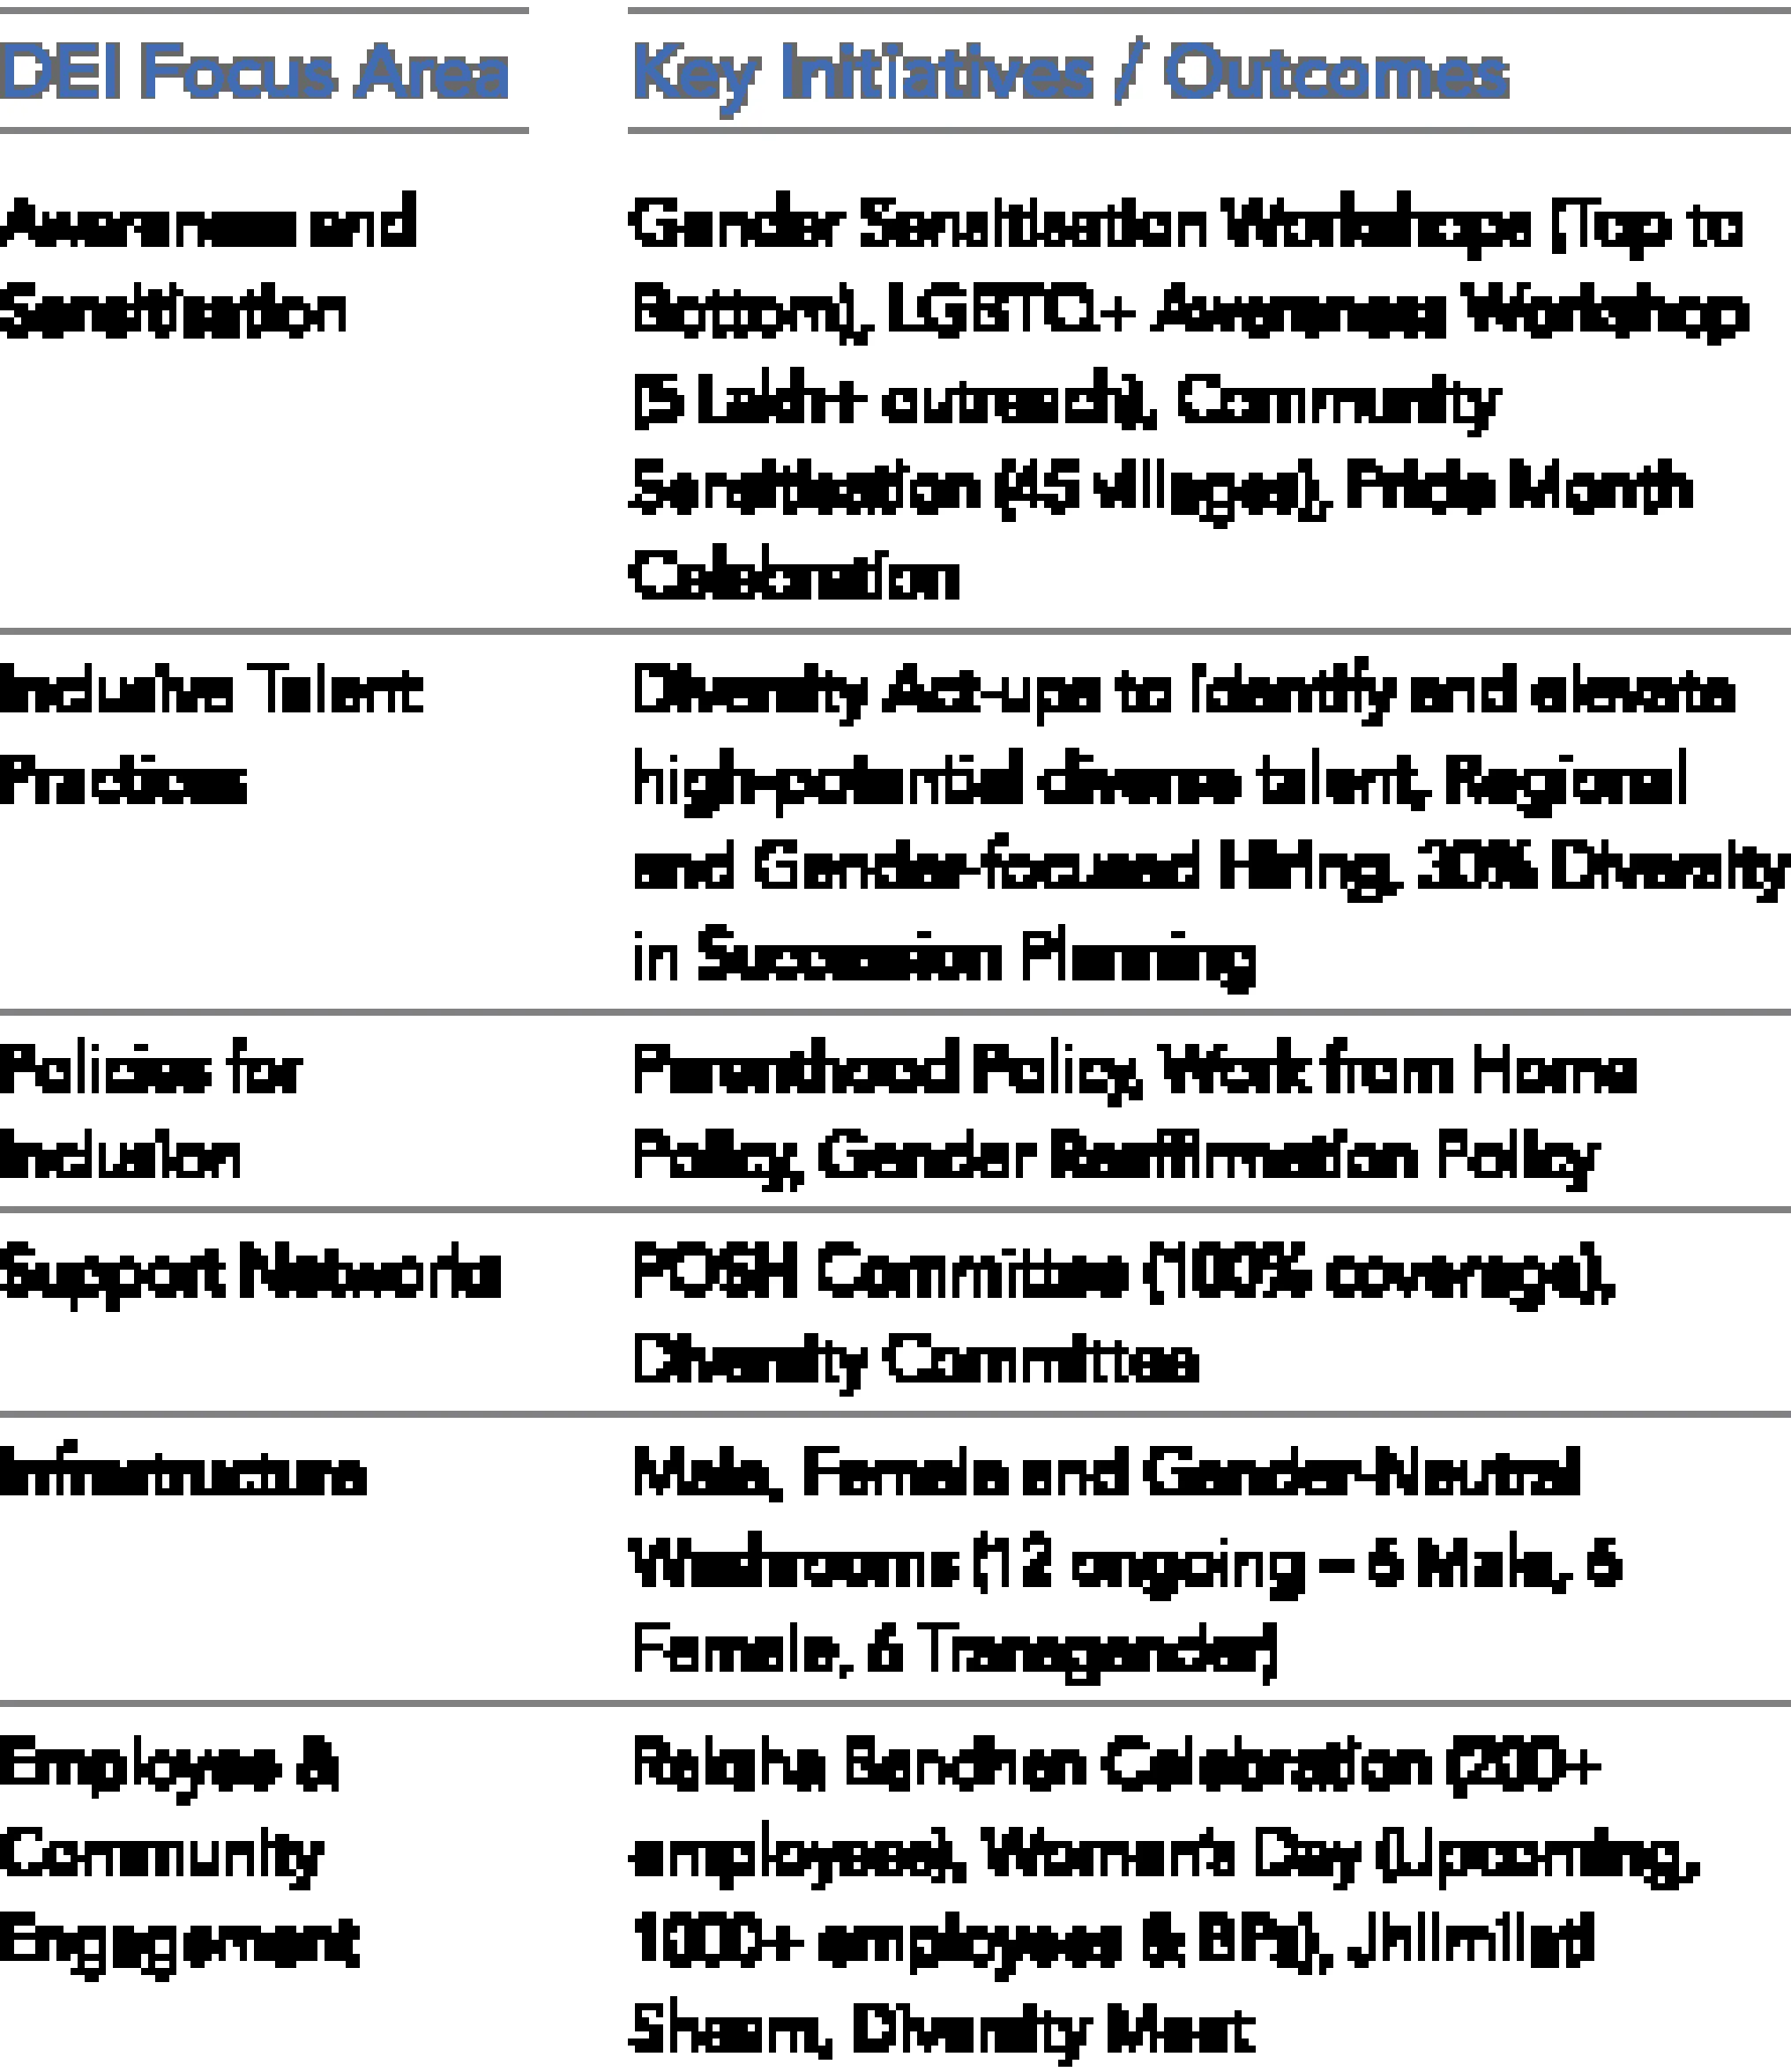 DEI Focus Area
Key Initiatives / Outcomes
Awareness and
Sensitisation
Gender Sensitisation Workshops (Top to
Bottom), LGBTQ+ Awareness Workshop
(5 Lakh+ outreach), Community
Sensitisation (45 villages), Pride Month
Celebration
Inclusive Talent
Practices
Diversity Act-ups to identify and elevate
high-potential diverse talent, Regional
and Gender-focused Hiring, 30% Diversity
in Succession Planning
Policies for
Inclusion
Parenthood Policy, Work from Home
Policy, Gender Reaffirmation Policy
Support Networks
POSH Committee (100% coverage),
Diversity Committee
Infrastructure
Male, Female and Gender-Neutral
Washrooms (12 ongoing – 6 Male, 6
Female, 6 Transgender)
Employee &
Community
Engagement
Raksha Bandhan Celebration (200+
employees), Women's Day (Upcoming,
1000+ employees & BPs), Jhilmilati
Shaam, Diversity Meet